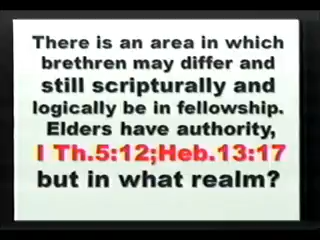 There is an area in which
brethren may differ and
still scripturally and
logically be in fellowship.
Elders have authority,
I Th.5:12;Heb.13:17
but in what realm?